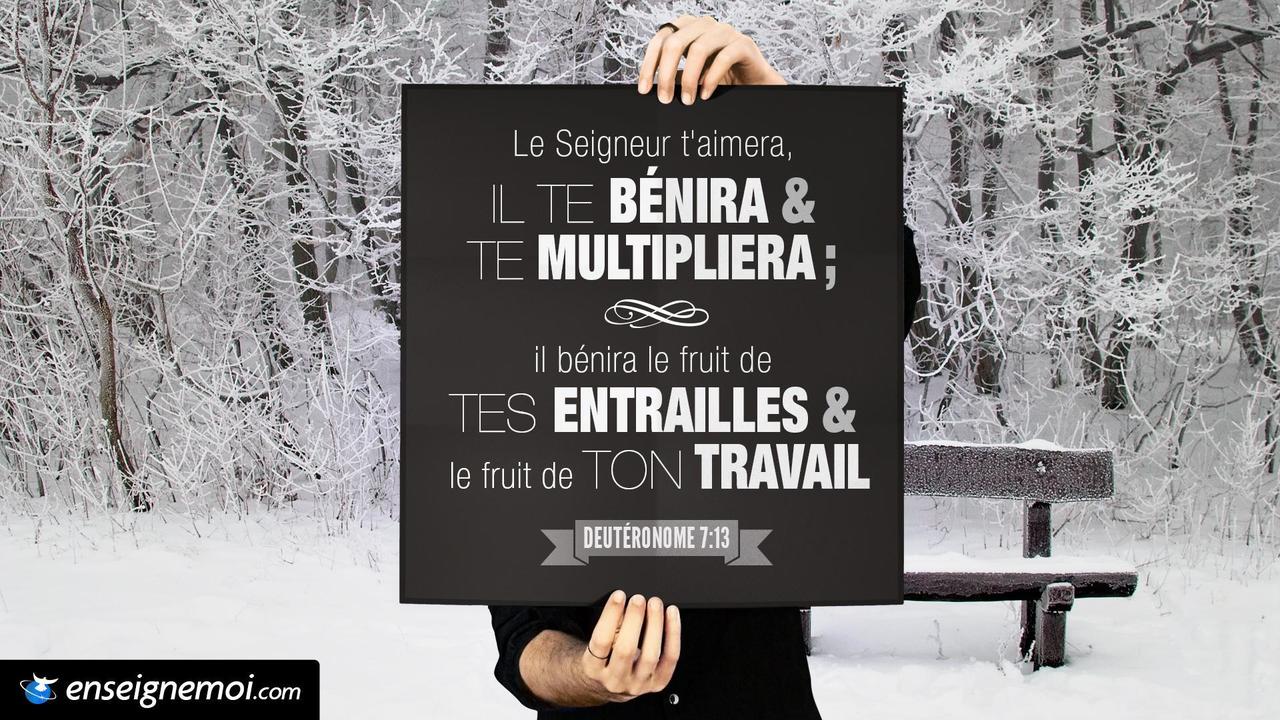 Le Seigneur t'aimera,
IL TE BÉNIRA &
TE MULTIPLIERA ;
il bénira le fruit de
TES ENTRAILLES &
le fruit de TON TRAVAIL
DEUTÉRONOME 7:13
enseignemoi.com